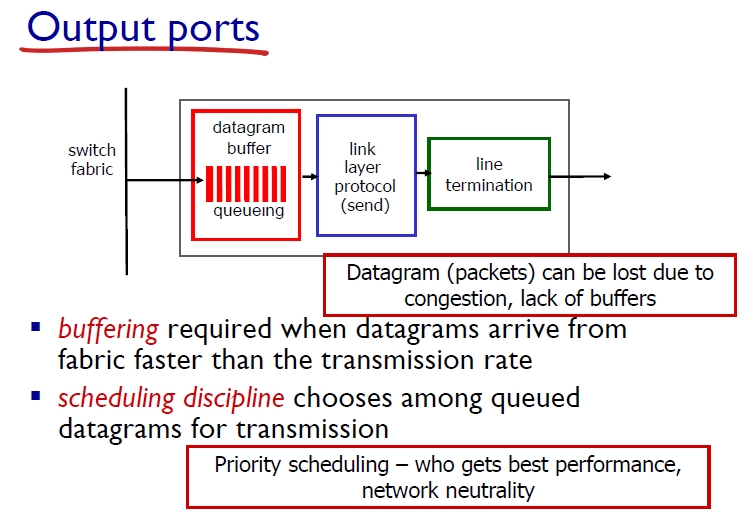 Output ports
switch
fabric
datagram
buffer
queueing
link
layer
protocol
(send)
line
termination
Datagram (packets) can be lost due to
congestion, lack of buffers
buffering required when datagrams arrive from
fabric faster than the transmission rate
scheduling discipline chooses among queued
datagrams for transmission
Priority scheduling – who gets best performance,
network neutrality